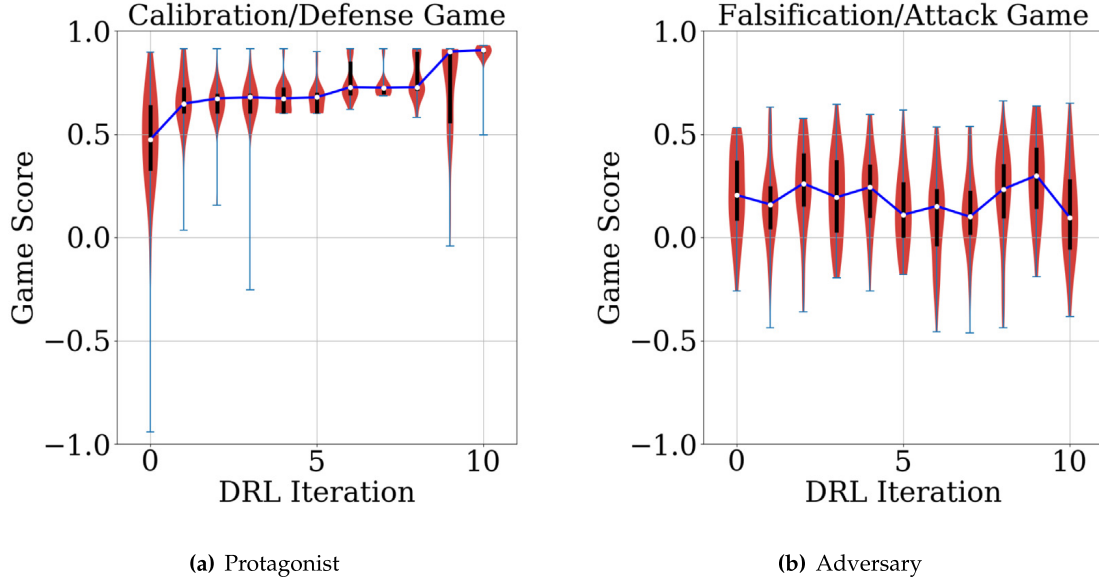 Calibration/Defense Game
1.0
0.5
0.0
−0.5
−1.0
Game Score
0
5
10
DRL Iteration
(a) Protagonist
Falsification/Attack Game
1.0
0.5
0.0
−0.5
−1.0
Game Score
0
5
10
DRL Iteration
(b) Adversary